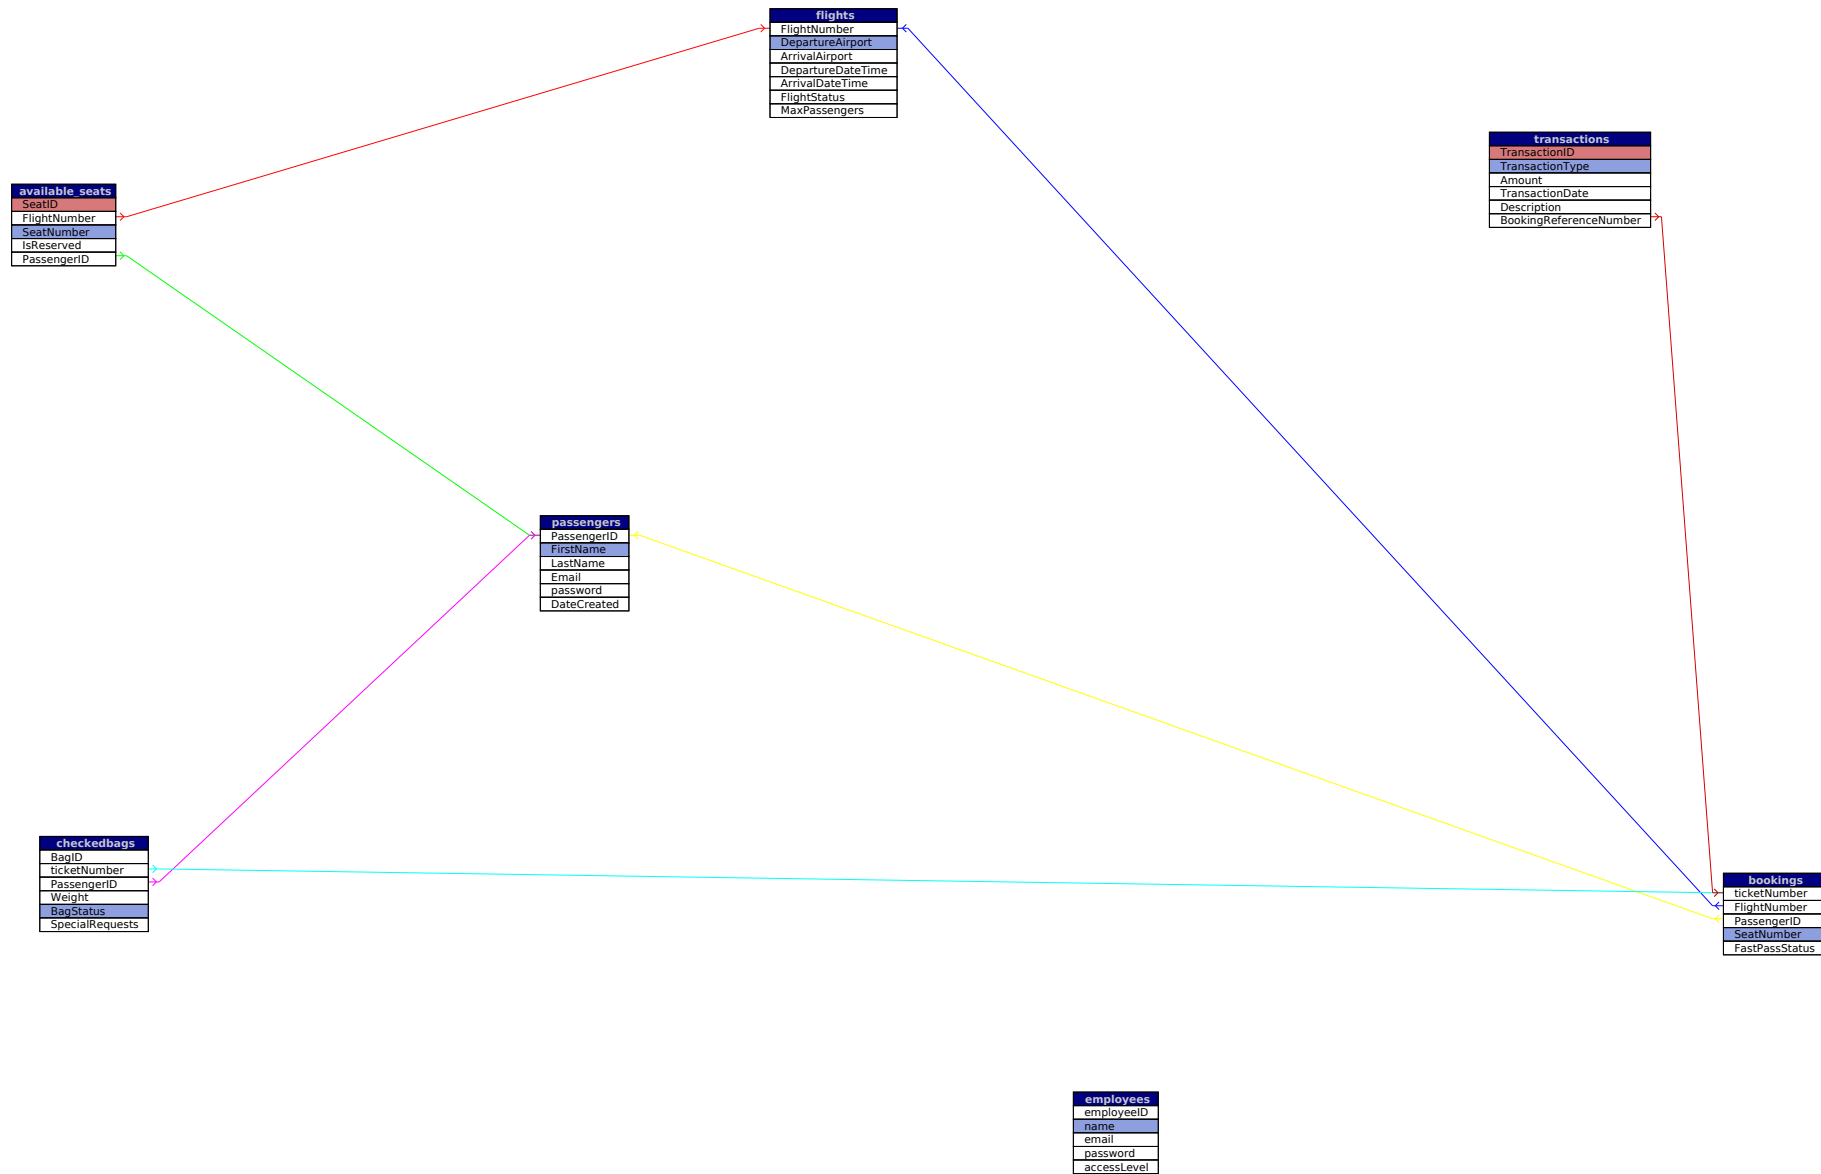 flights
FlightNumber
DepartureAirport
ArrivalAirport
DepartureDateTime
ArrivalDateTime
FlightStatus
MaxPassengers
transactions
TransactionID
TransactionType
Amount
TransactionDate
Description
BookingReferenceNumber
available_seats
SeatID
FlightNumber
SeatNumber
IsReserved
PassengerID
passengers
PassengerID
FirstName
LastName
Email
password
DateCreated
checkedbags
BagID
ticketNumber
PassengerID
Weight
BagStatus
SpecialRequests
bookings
ticketNumber
FlightNumber
PassengerID
SeatNumber
FastPassStatus
employees
employeeID
name
email
password
accessLevel